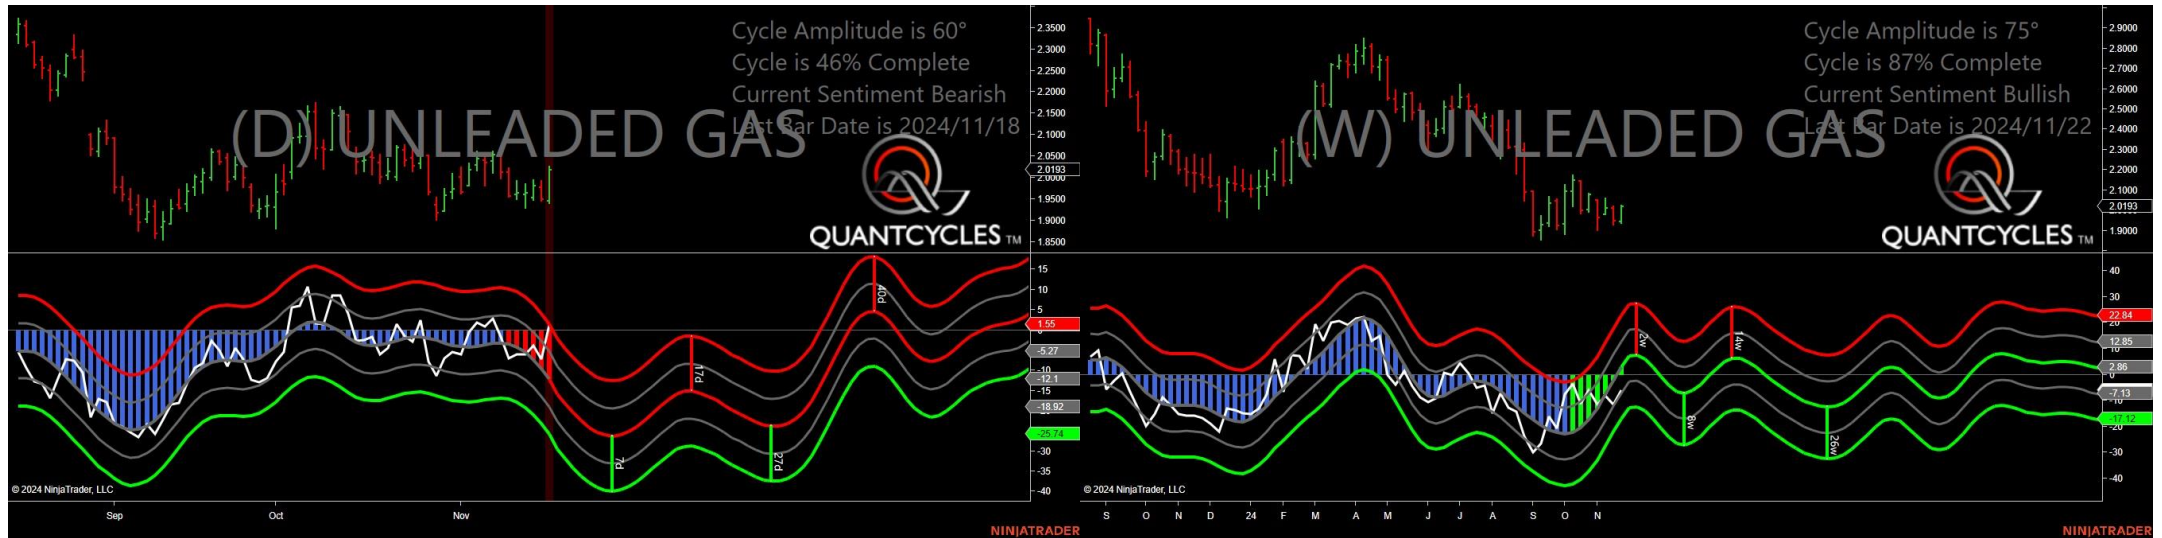 Cycle Amplitude is 60°
Cycle is 46% Complete
Current Sentiment Bearish
Last Bar Date is 2024/11/18
(D) UNLEADED GAS
QUANTCYCLES TM
2.3500
2.3000
2.2500
2.2000
2.1500
2.1000
2.0500
2.0193
2.0000
1.9500
1.9000
1.8500
15
10
5
1.55
-5.27
-10
-12.1
-15
-18.92
-25.74
-30
-35
-40
40d
17d
7d
27d
© 2024 NinjaTrader, LLC
Sep Oct Nov
NINJATRADER
Cycle Amplitude is 75°
Cycle is 87% Complete
Current Sentiment Bullish
Last Bar Date is 2024/11/22
(W) UNLEADED GAS
QUANTCYCLES TM
2.9000
2.8000
2.7000
2.6000
2.5000
2.4000
2.3000
2.2000
2.1000
2.0193
1.9000
40
30
22.84
20
12.85
10
2.86
0
-7.13
-10
-17.12
-20
-30
-40
2w
14w
8w
26w
© 2024 NinjaTrader, LLC
S O N D 24 F M A M J J A S O N
NINJATRADER